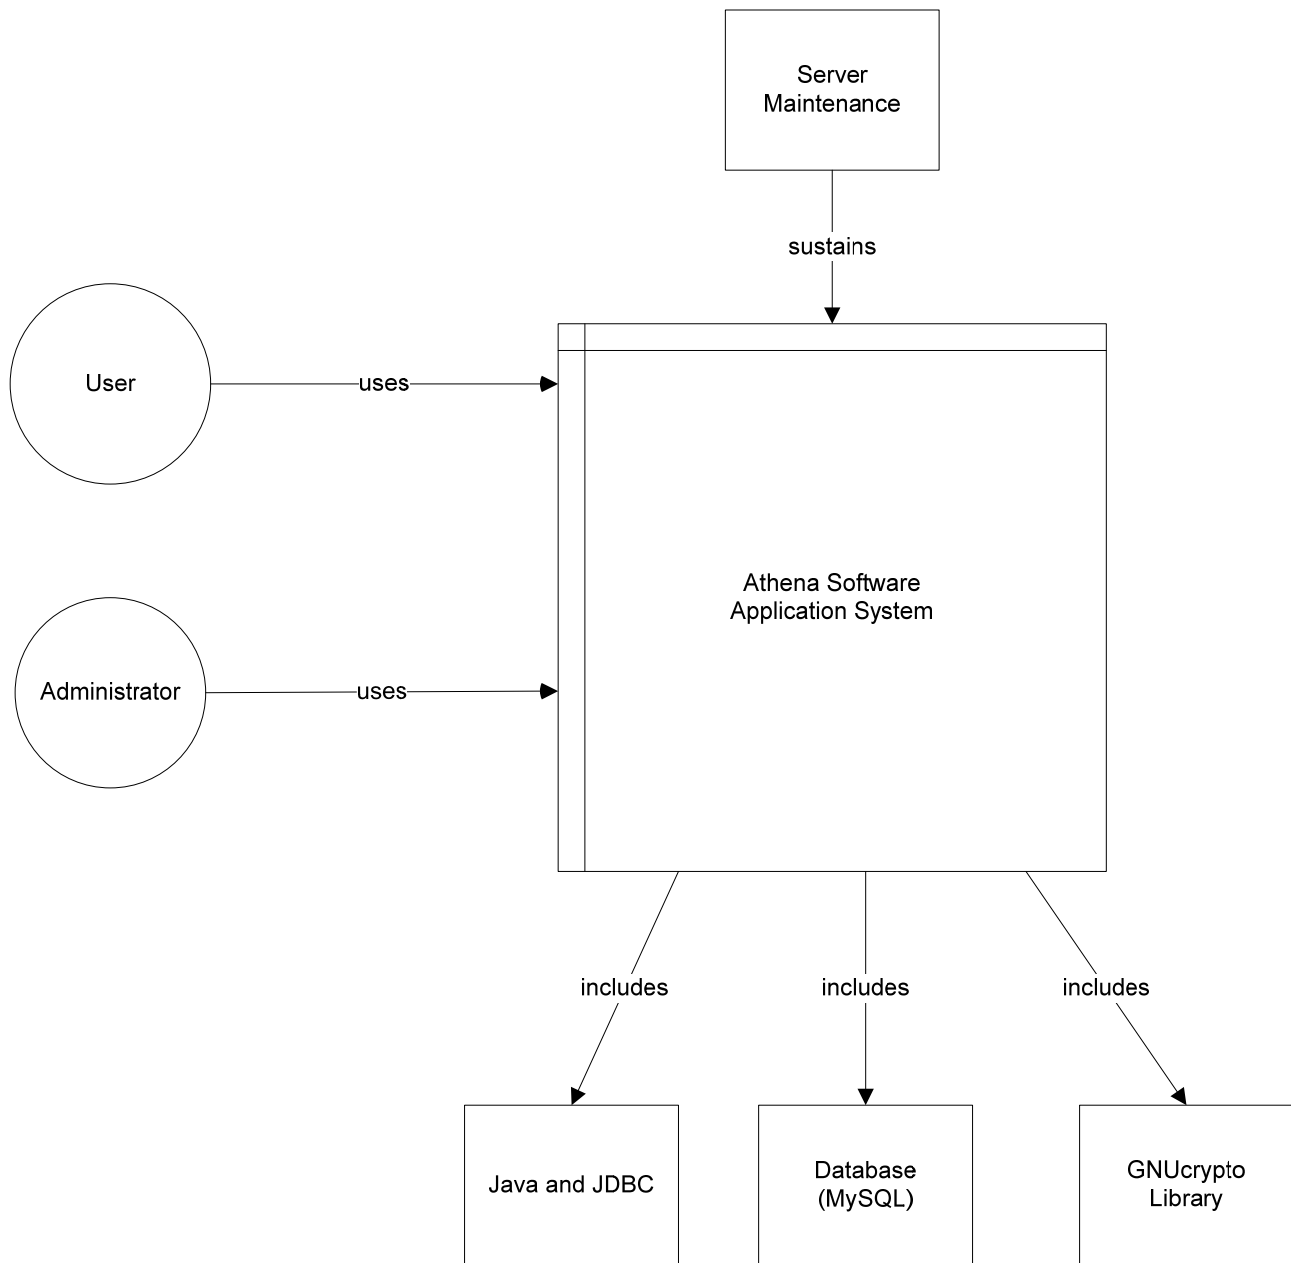 Server
Maintenance
sustains
User
uses
Athena Software
Application System
Administrator
uses
includes
includes
includes
Java and JDBC
Database
(MySQL)
GNUcrypto
Library